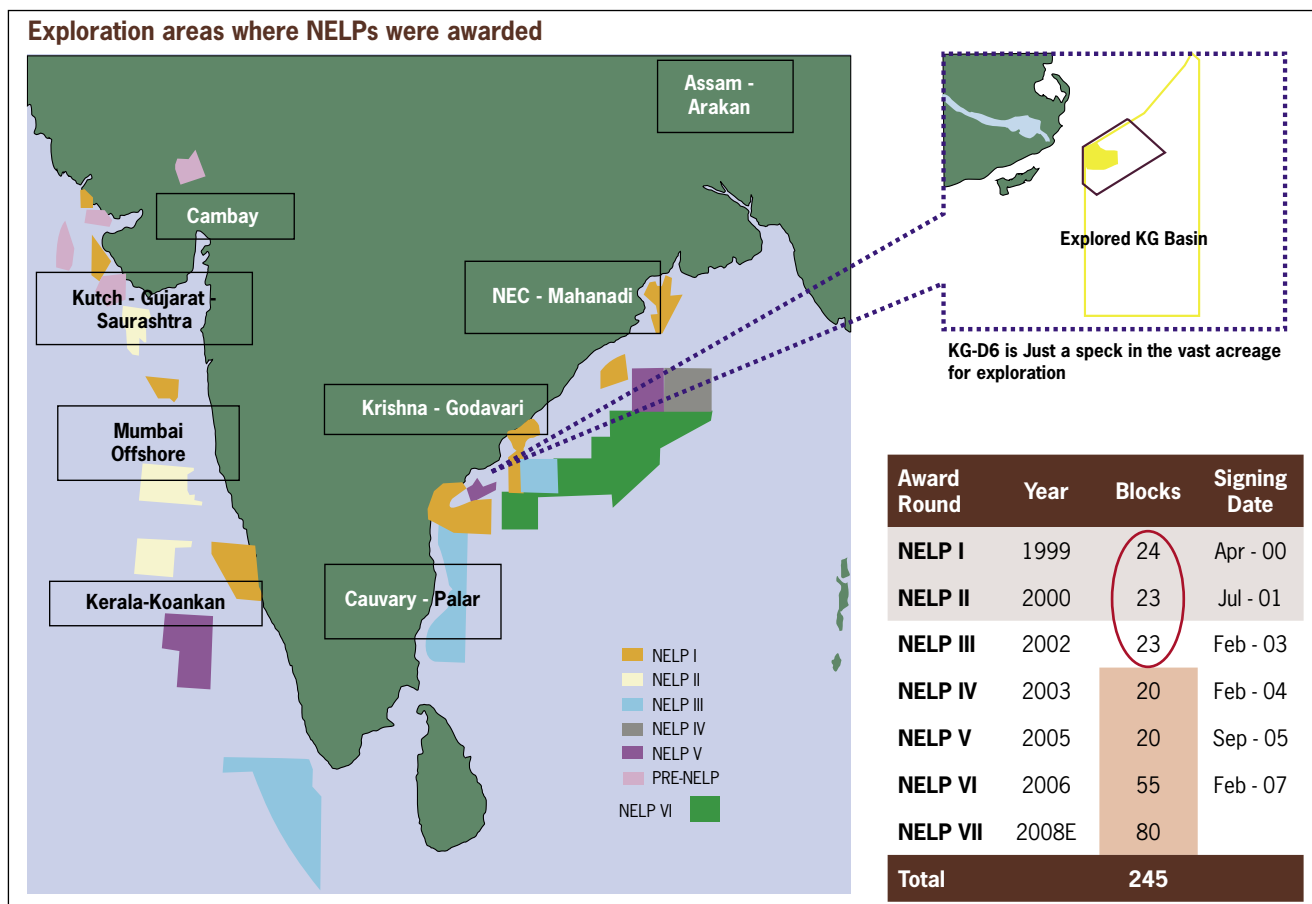 Exploration areas where NELPs were awarded
Assam -
Arakan
Cambay
Kutch - Gujarat -
Saurashtra
NEC - Mahanadi
Krishna - Godavari
Mumbai
Offshore
Kerala-Koankan
Cauvary - Palar
NELP I
NELP II
NELP III
NELP IV
NELP V
PRE-NELP
NELP VI
Explored KG Basin
KG-D6 is Just a speck in the vast acreage
for exploration
Award Round Year Blocks Signing Date
NELP I 1999 24 Apr - 00
NELP II 2000 23 Jul - 01
NELP III 2002 23 Feb - 03
NELP IV 2003 20 Feb - 04
NELP V 2005 20 Sep - 05
NELP VI 2006 55 Feb - 07
NELP VII 2008E 80
Total 245